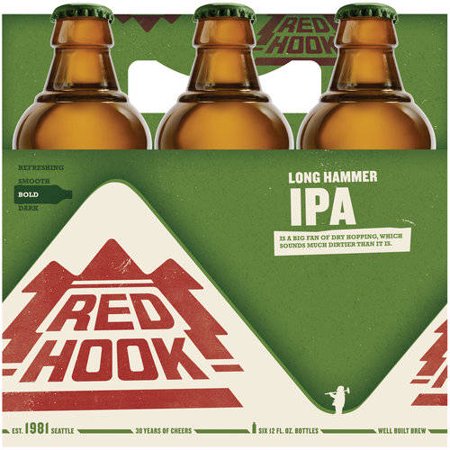 RED
HOOK
REFRESHING
SMOOTH
BOLD
DARK
LONG HAMMER
IPA
IS A BIG FAN OF DRY HOPPING, WHICH
SOUNDS MUCH DIRTIER THAN IT IS.
RED
HOOK
EST. 1981 SEATTLE
30 YEARS OF CHEERS
SIX 12 FL. OZ. BOTTLES
WELL BUILT BREW